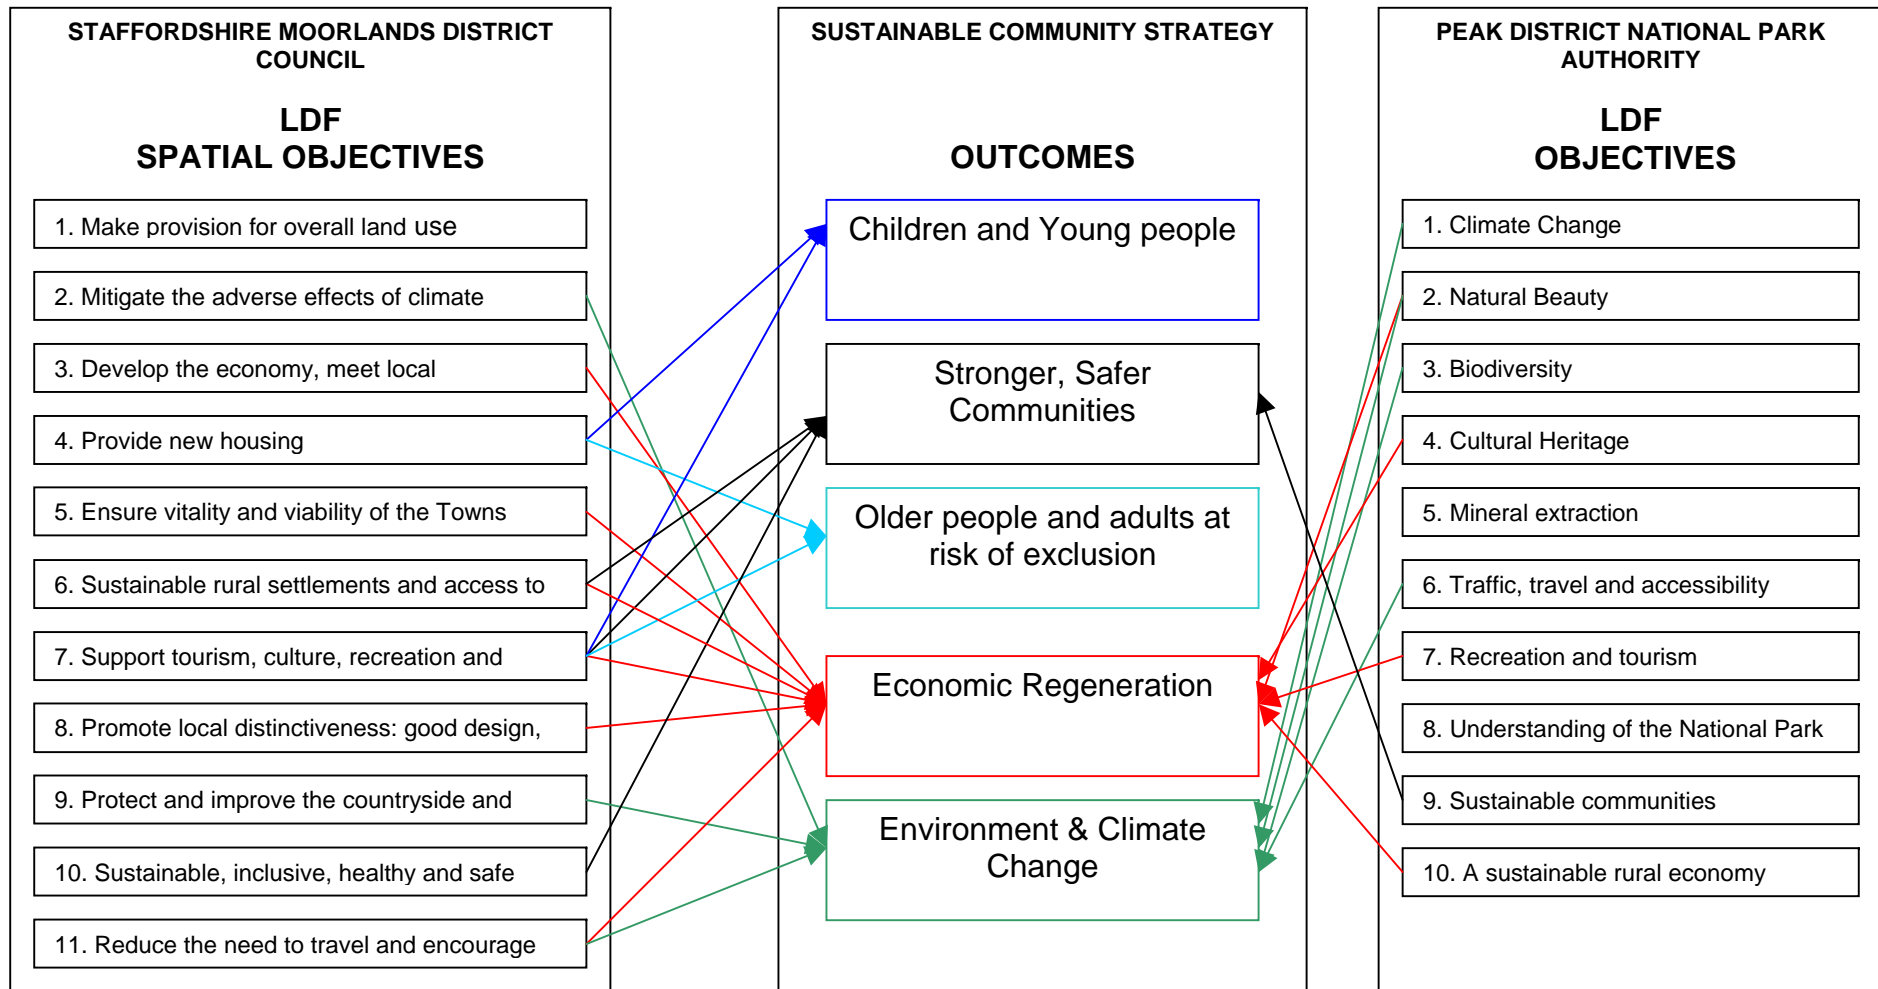 STAFFORDSHIRE MOORLANDS DISTRICT
COUNCIL
LDF
SPATIAL OBJECTIVES
1. Make provision for overall land use
2. Mitigate the adverse effects of climate
3. Develop the economy, meet local
4. Provide new housing
5. Ensure vitality and viability of the Towns
6. Sustainable rural settlements and access to
7. Support tourism, culture, recreation and
8. Promote local distinctiveness: good design,
9. Protect and improve the countryside and
10. Sustainable, inclusive, healthy and safe
11. Reduce the need to travel and encourage
SUSTAINABLE COMMUNITY STRATEGY
OUTCOMES
Children and Young people
Stronger, Safer
Communities
Older people and adults at
risk of exclusion
Economic Regeneration
Environment & Climate
Change
PEAK DISTRICT NATIONAL PARK
AUTHORITY
LDF
OBJECTIVES
1. Climate Change
2. Natural Beauty
3. Biodiversity
4. Cultural Heritage
5. Mineral extraction
6. Traffic, travel and accessibility
7. Recreation and tourism
8. Understanding of the National Park
9. Sustainable communities
10. A sustainable rural economy